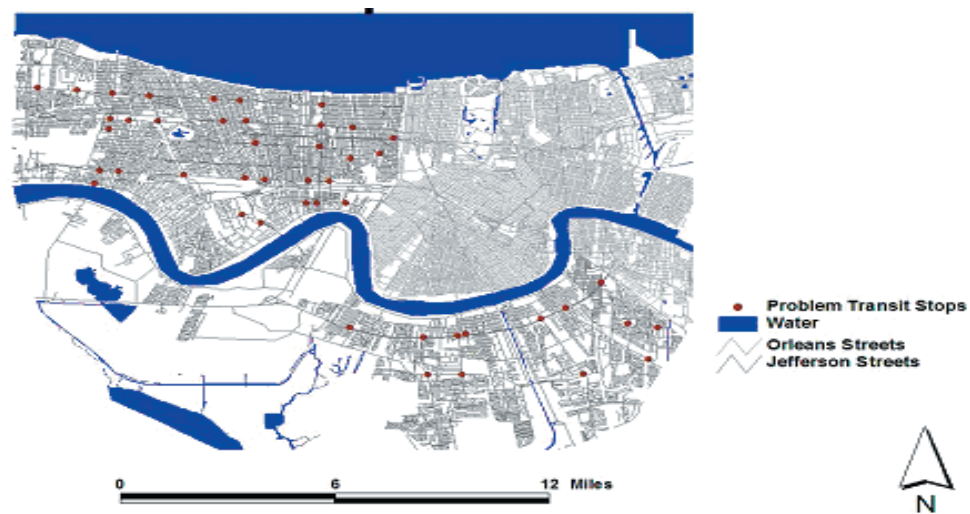 Problem Transit Stops
Water
Orleans Streets
Jefferson Streets
0 6 12 Miles
N